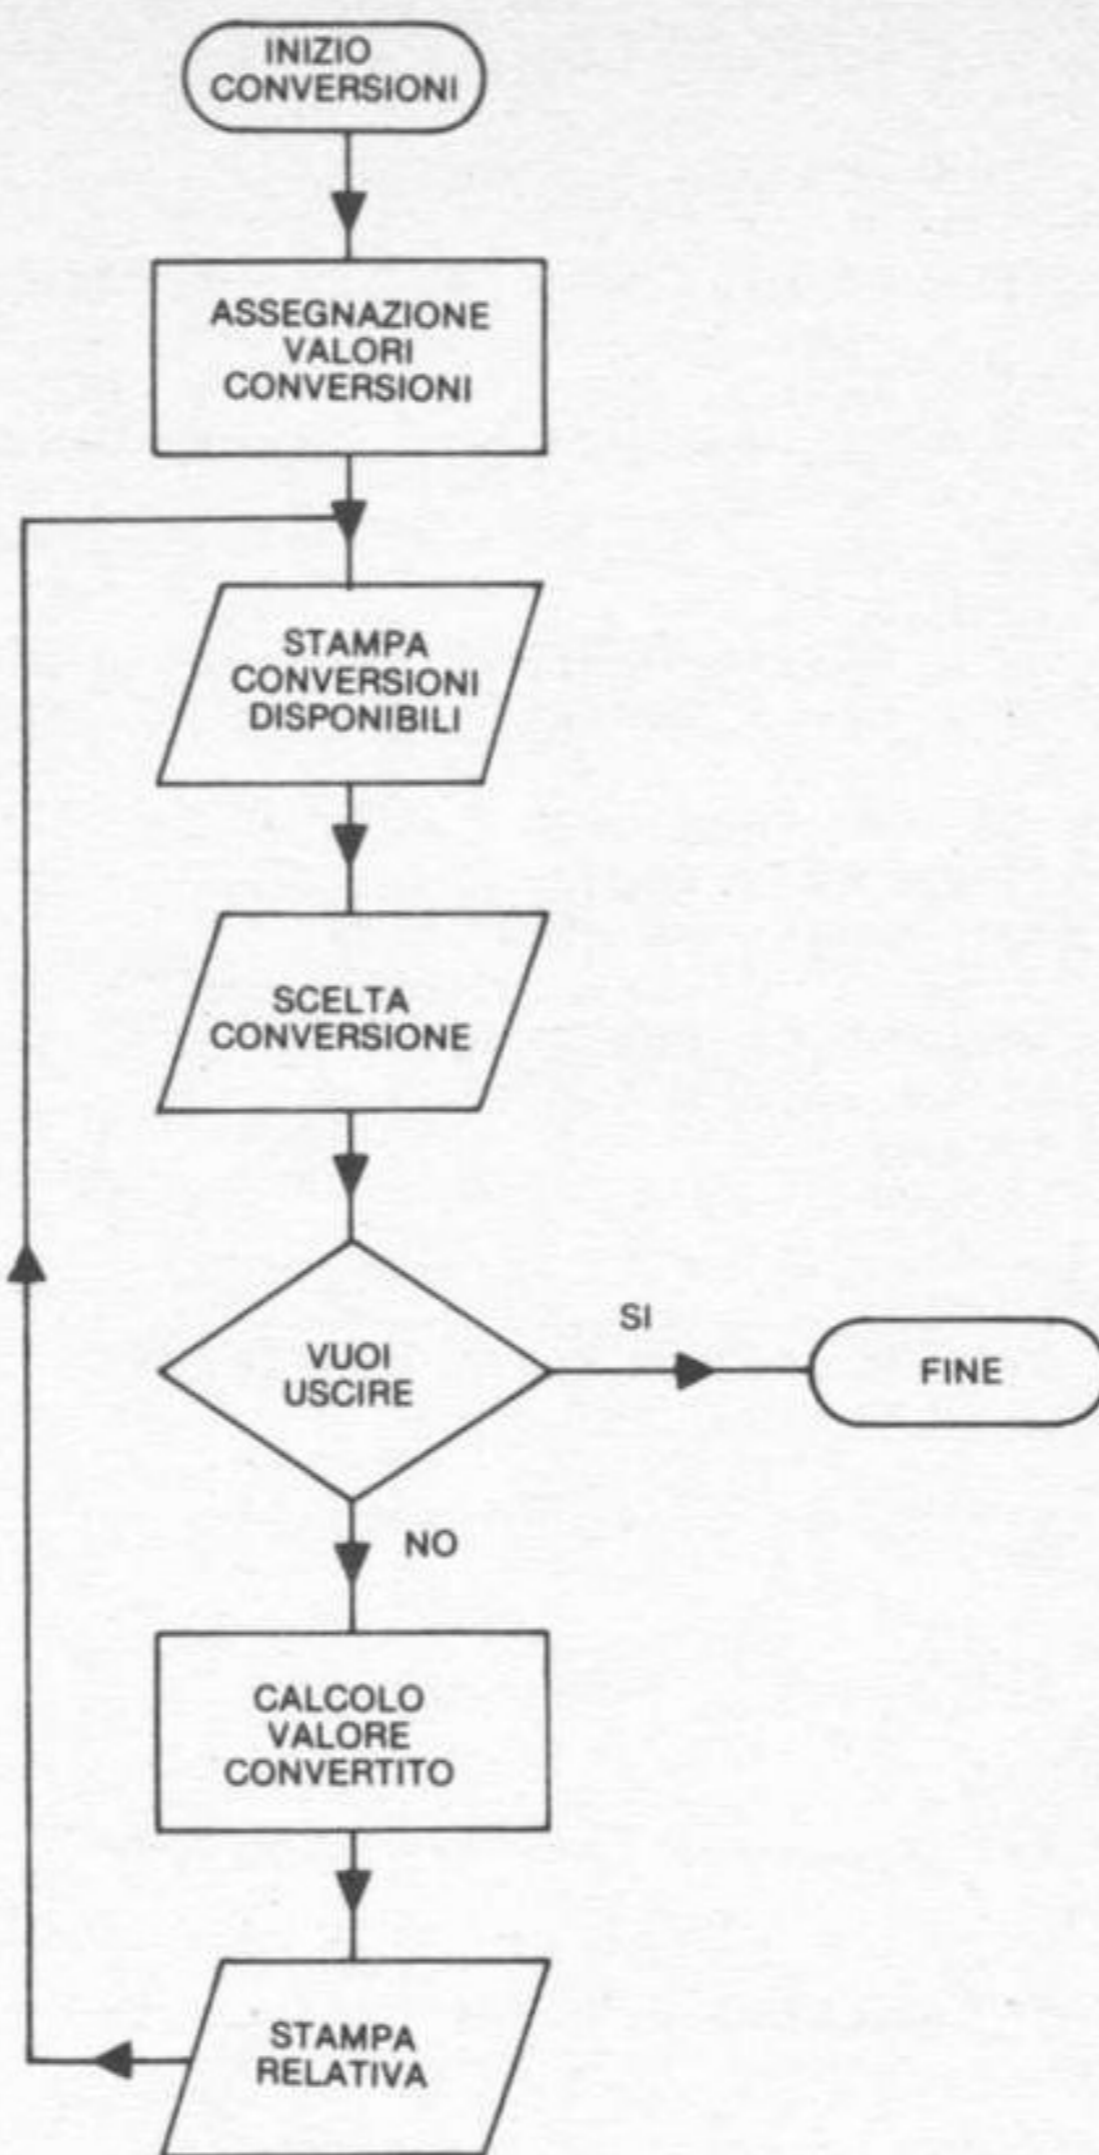 INIZIO
CONVERSIONI
ASSEGNAZIONE
VALORI
CONVERSIONI
STAMPA
CONVERSIONI
DISPONIBILI
SCELTA
CONVERSIONE
VUOI
USCIRE
SI
FINE
NO
CALCOLO
VALORE
CONVERTITO
STAMPA
RELATIVA